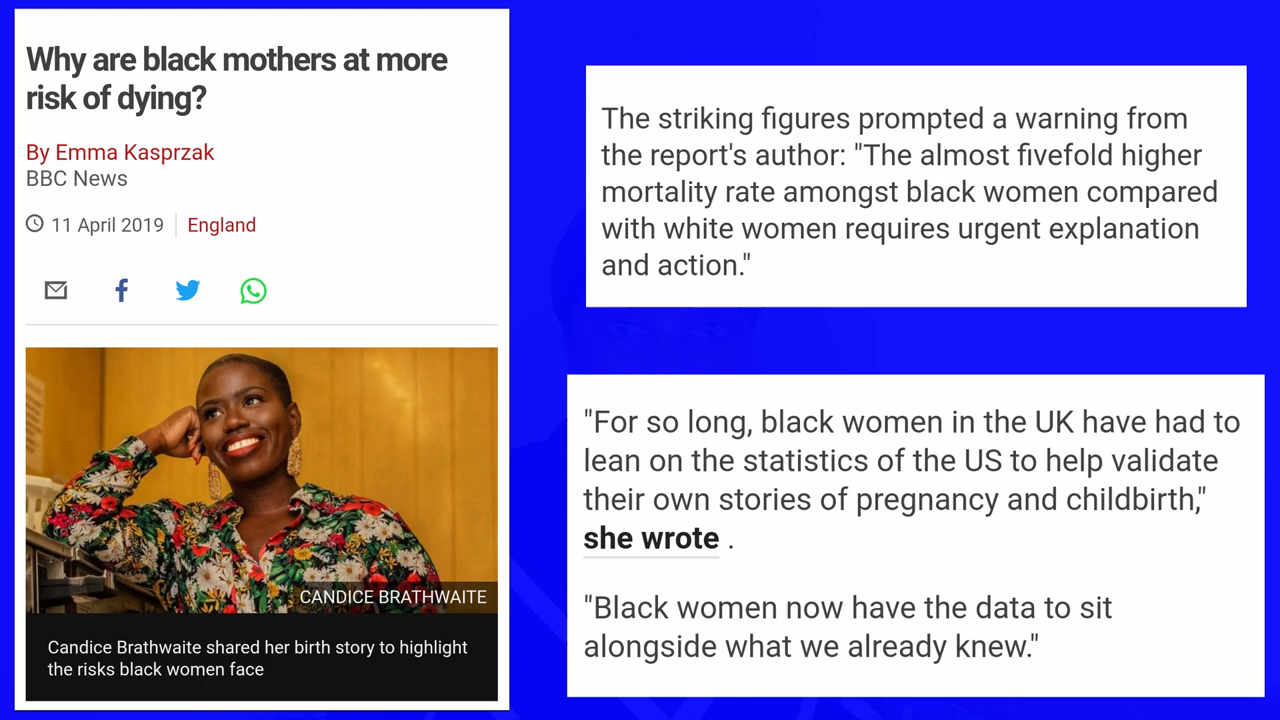 Why are black mothers at more
risk of dying?
By Emma Kasprzak
BBC News
11 April 2019 England
CANDICE BRATHWAITE
Candice Brathwaite shared her birth story to highlight
the risks black women face
The striking figures prompted a warning from
the report's author: "The almost fivefold higher
mortality rate amongst black women compared
with white women requires urgent explanation
and action."
"For so long, black women in the UK have had to
lean on the statistics of the US to help validate
their own stories of pregnancy and childbirth,"
she wrote .
"Black women now have the data to sit
alongside what we already knew."